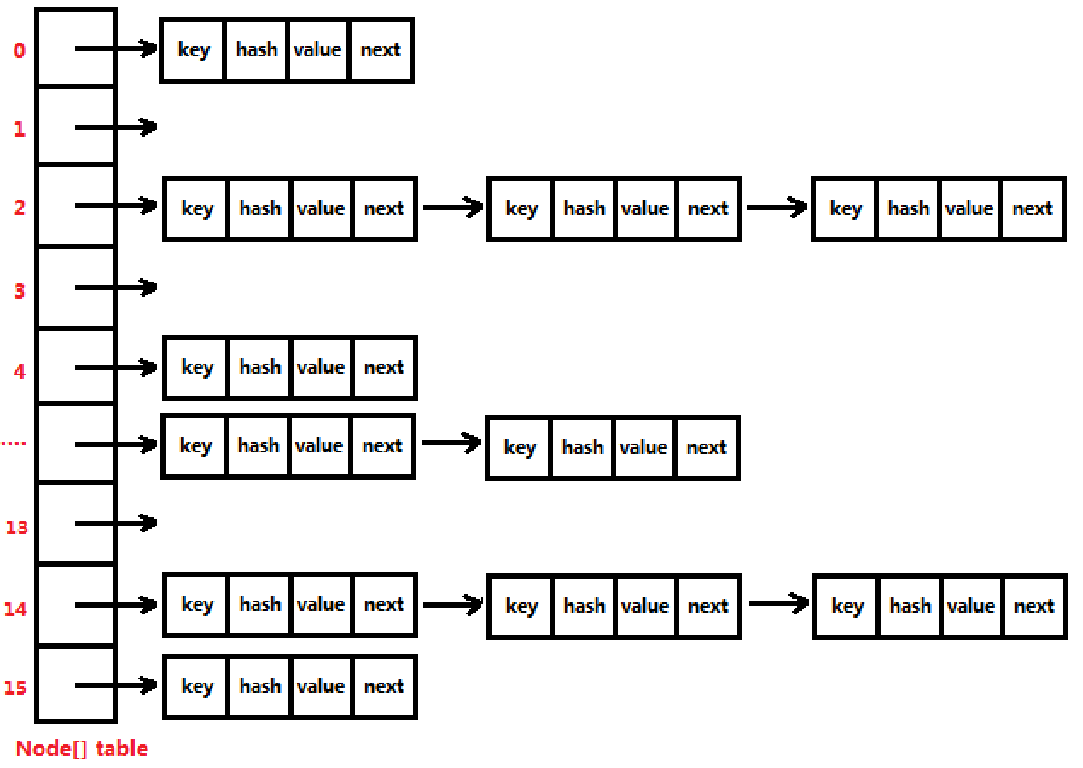 0 key hash value next
1
2 key hash value next key hash value next key hash value next
3
4 key hash value next
..... key hash value next key hash value next
13
14 key hash value next key hash value next key hash value next
15 key hash value next
Node[] table